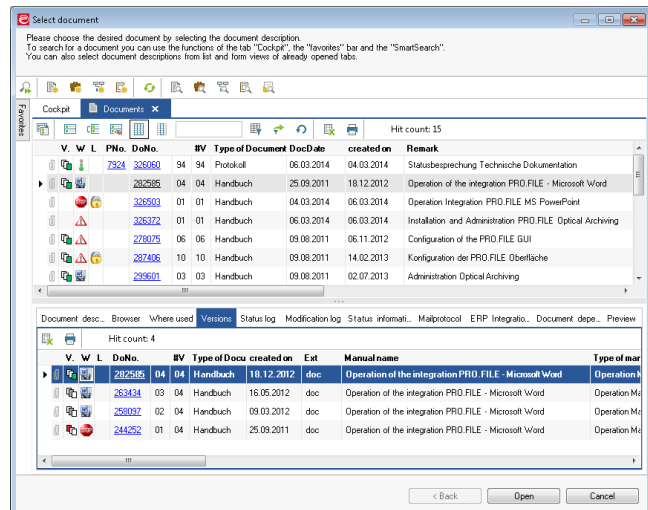 Select document
Please choose the desired document by selecting the document description.
To search for a document you can use the functions of the tab "Cockpit", the "favorites" bar and the "SmartSearch".
You can also select document descriptions from list and form views of already opened tabs.
Favorites
Cockpit Documents
Hit count: 15
V. W L PNo. DoNo. #V Type of Document DocDate created on Remark
7924 326060 94 94 Protokoll 06.03.2014 04.03.2014 Statusbesprechung Technische Dokumentation
282585 04 04 Handbuch 25.09.2011 18.12.2012 Operation of the integration PRO.FILE - Microsoft Word
326503 01 01 Handbuch 04.03.2014 06.03.2014 Operation Integration PRO.FILE MS PowerPoint
326372 01 01 Handbuch 06.03.2014 06.03.2014 Installation and Administration PRO.FILE Optical Archiving
278075 06 06 Handbuch 09.08.2011 06.11.2012 Configuration of the PRO.FILE GUI
287406 10 10 Handbuch 09.08.2011 14.02.2013 Konfiguration der PRO.FILE Oberfläche
299601 03 03 Handbuch 09.08.2011 02.07.2013 Administration Optical Archiving
Document desc... Browser Where used Versions Status log Modification log Status informati... Mailprotocol ERP Integratio... Document depe... Preview
Hit count: 4
V. W L DoNo. #V Type of Docu created on Ext Manual name Type of mar
282585 04 04 Handbuch 18.12.2012 doc Operation of the integration PRO.FILE - Microsoft Word Operation M
263434 03 04 Handbuch 16.05.2012 doc Operation of the integration PRO.FILE - Microsoft Word Operation Ma
258097 02 04 Handbuch 09.03.2012 doc Operation of the integration PRO.FILE - Microsoft Word Operation Ma
244252 01 04 Handbuch 25.09.2011 doc Operation of the integration PRO.FILE - Microsoft Word Operation Ma
< Back Open Cancel